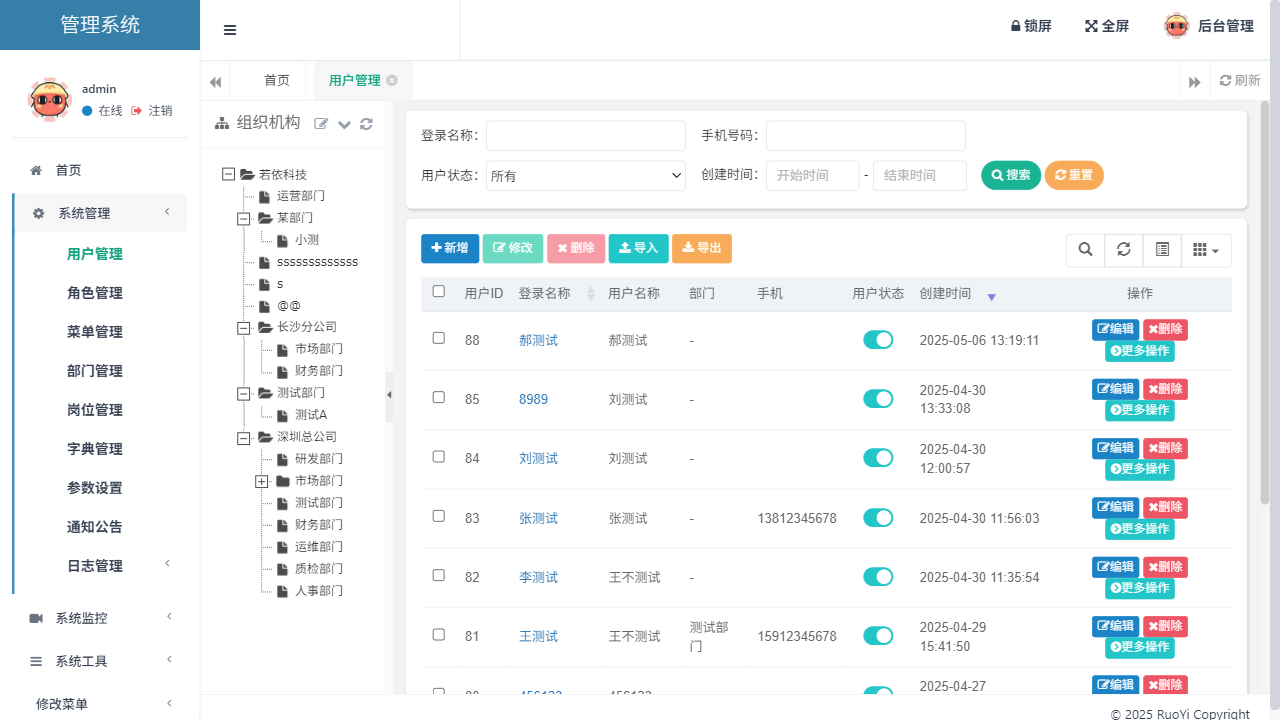 管理系统
锁屏 全屏 后台管理
首页 用户管理 刷新
admin
在线 注销
首页
系统管理
用户管理
角色管理
菜单管理
部门管理
岗位管理
字典管理
参数设置
通知公告
日志管理
系统监控
系统工具
修改菜单
组织机构
若依科技
运营部门
某部门
小测
sssssssssssss
s
@@
长沙分公司
市场部门
财务部门
测试部门
测试A
深圳总公司
研发部门
市场部门
测试部门
财务部门
运维部门
质检部门
人事部门
登录名称： 手机号码：
用户状态： 所有 创建时间： 开始时间 - 结束时间 搜索 重置
新增 修改 删除 导入 导出
用户ID 登录名称 用户名称 部门 手机 用户状态 创建时间 操作
88 郝测试 郝测试 - 2025-05-06 13:19:11 编辑 删除
更多操作
85 8989 刘测试 - 2025-04-30 13:33:08 编辑 删除
更多操作
84 刘测试 刘测试 - 2025-04-30 12:00:57 编辑 删除
更多操作
83 张测试 张测试 - 13812345678 2025-04-30 11:56:03 编辑 删除
更多操作
82 李测试 王不测试 - 2025-04-30 11:35:54 编辑 删除
更多操作
81 王测试 王不测试 测试部门 15912345678 2025-04-29 15:41:50 编辑 删除
更多操作
2025-04-27 编辑 删除
© 2025 RuoYi Copyright